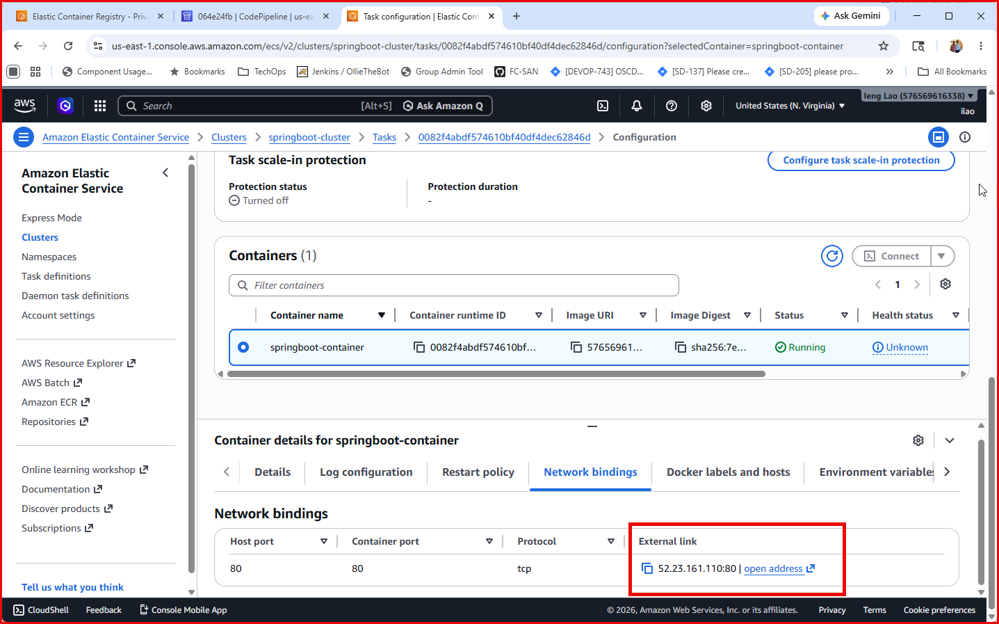 Elastic Container Registry - Priva
064e24fb | CodePipeline | us-ea
Task configuration | Elastic Cont
Ask Gemini
us-east-1.console.aws.amazon.com/ecs/v2/clusters/springboot-cluster/tasks/0082f4abdf574610bf40df4dec62846d/configuration?selectedContainer=springboot-container
Component Usage...
Bookmarks
TechOps
Jenkins / OllieTheBot
Group Admin Tool
FC-SAN
[DEVOP-743] OSCD...
[SD-137] Please cre...
[SD-205] please pro...
All Bookmarks
aws
Search
[Alt+S]
Ask Amazon Q
United States (N. Virginia)
Ieng Lao (576569616338)
ilao
Amazon Elastic Container Service
Clusters
springboot-cluster
Tasks
0082f4abdf574610bf40df4dec62846d
Configuration
Amazon Elastic
Container Service
Express Mode
Clusters
Namespaces
Task definitions
Daemon task definitions
Account settings
AWS Resource Explorer
AWS Batch
Amazon ECR
Repositories
Online learning workshop
Documentation
Discover products
Subscriptions
Tell us what you think
Task scale-in protection
Configure task scale-in protection
Protection status
Turned off
Protection duration
-
Containers (1)
Connect
Filter containers
1
Container name
Container runtime ID
Image URI
Image Digest
Status
Health status
springboot-container
0082f4abdf574610bf...
57656961...
sha256:7e...
Running
Unknown
Container details for springboot-container
Details
Log configuration
Restart policy
Network bindings
Docker labels and hosts
Environment variables
Network bindings
Host port
Container port
Protocol
External link
80
80
tcp
52.23.161.110:80 | open address
CloudShell
Feedback
Console Mobile App
© 2026, Amazon Web Services, Inc. or its affiliates.
Privacy
Terms
Cookie preferences